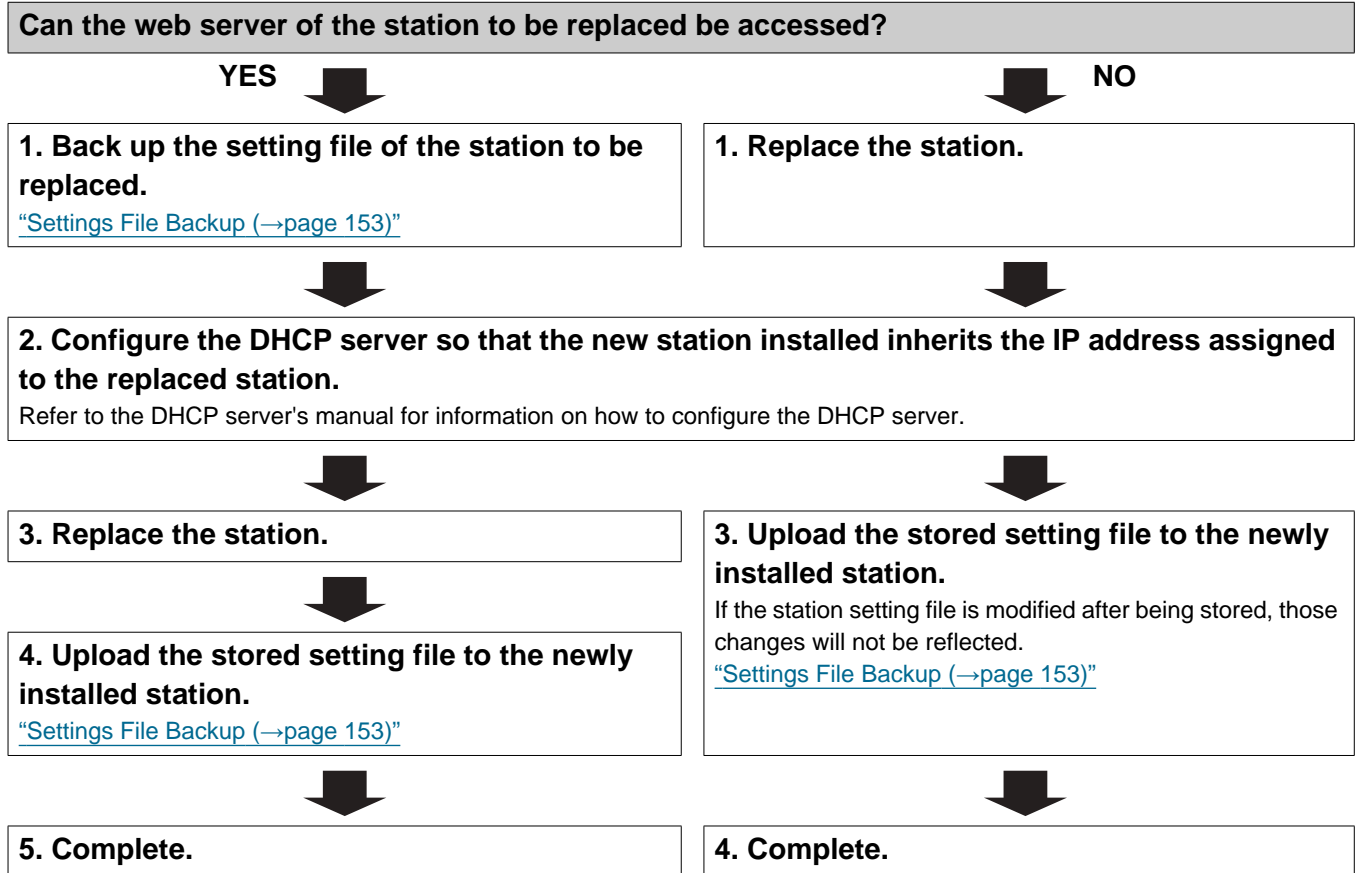 Can the web server of the station to be replaced be accessed?
YES
NO
1. Back up the setting file of the station to be
replaced.
“Settings File Backup (→page 153)”
1. Replace the station.
2. Configure the DHCP server so that the new station installed inherits the IP address assigned
to the replaced station.
Refer to the DHCP server's manual for information on how to configure the DHCP server.
3. Replace the station.
4. Upload the stored setting file to the newly
installed station.
“Settings File Backup (→page 153)”
3. Upload the stored setting file to the newly
installed station.
If the station setting file is modified after being stored, those
changes will not be reflected.
“Settings File Backup (→page 153)”
5. Complete.
4. Complete.